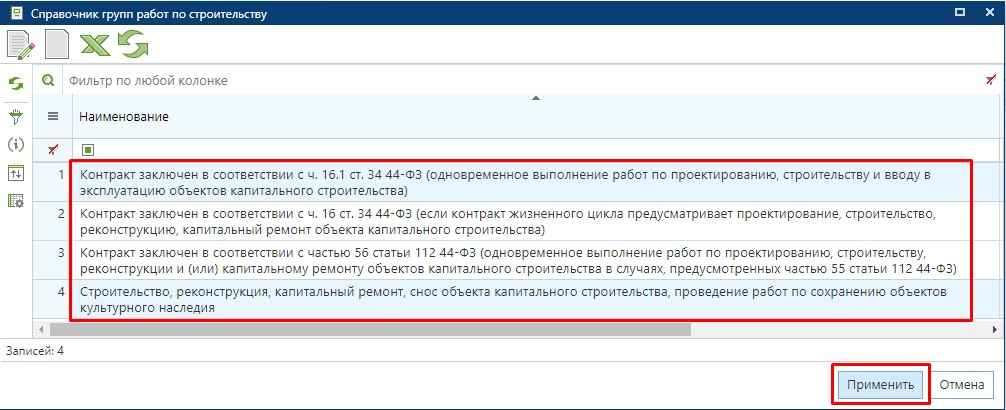 Справочник групп работ по строительству
Фильтр по любой колонке
Наименование
1 Контракт заключен в соответствии с ч. 16.1 ст. 34 44-ФЗ (одновременное выполнение работ по проектированию, строительству и вводу в
эксплуатацию объектов капитального строительства)
2 Контракт заключен в соответствии с ч. 16 ст. 34 44-ФЗ (если контракт жизненного цикла предусматривает проектирование, строительство,
реконструкцию, капитальный ремонт объекта капитального строительства)
3 Контракт заключен в соответствии с частью 56 статьи 112 44-ФЗ (одновременное выполнение работ по проектированию, строительству,
реконструкции и (или) капитальному ремонту объектов капитального строительства в случаях, предусмотренных частью 55 статьи 112 44-ФЗ)
4 Строительство, реконструкция, капитальный ремонт, снос объекта капитального строительства, проведение работ по сохранению объектов
культурного наследия
Записей: 4
Применить Отмена